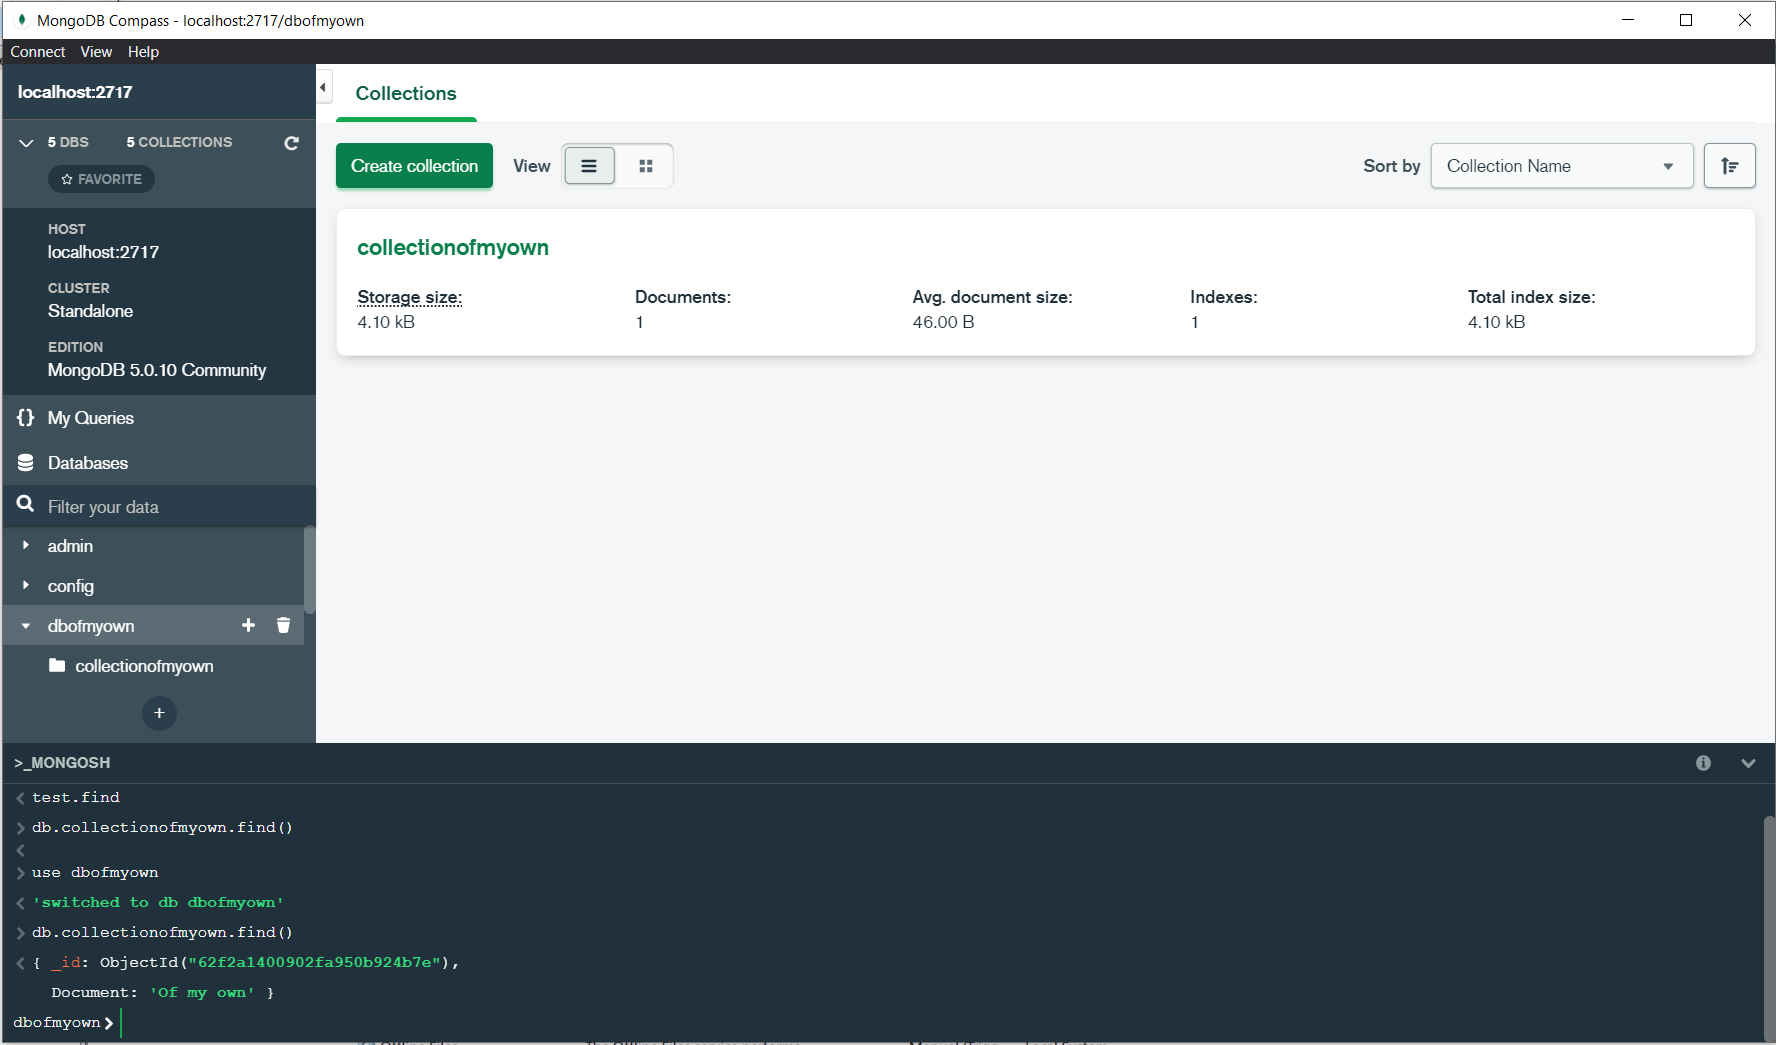 MongoDB Compass - localhost:2717/dbofmyown
Connect View Help
localhost:2717
5 DBS 5 COLLECTIONS
FAVORITE
HOST
localhost:2717
CLUSTER
Standalone
EDITION
MongoDB 5.0.10 Community
{} My Queries
Databases
Filter your data
admin
config
dbofmyown
collectionofmyown
+
Collections
Create collection View Sort by Collection Name
collectionofmyown
Storage size: Documents: Avg. document size: Indexes: Total index size:
4.10 kB 1 46.00 B 1 4.10 kB
>_MONGOSH
< test.find
> db.collectionofmyown.find()
<
> use dbofmyown
< 'switched to db dbofmyown'
> db.collectionofmyown.find()
< { _id: ObjectId("62f2a1400902fa950b924b7e"),
Document: 'Of my own' }
dbofmyown>